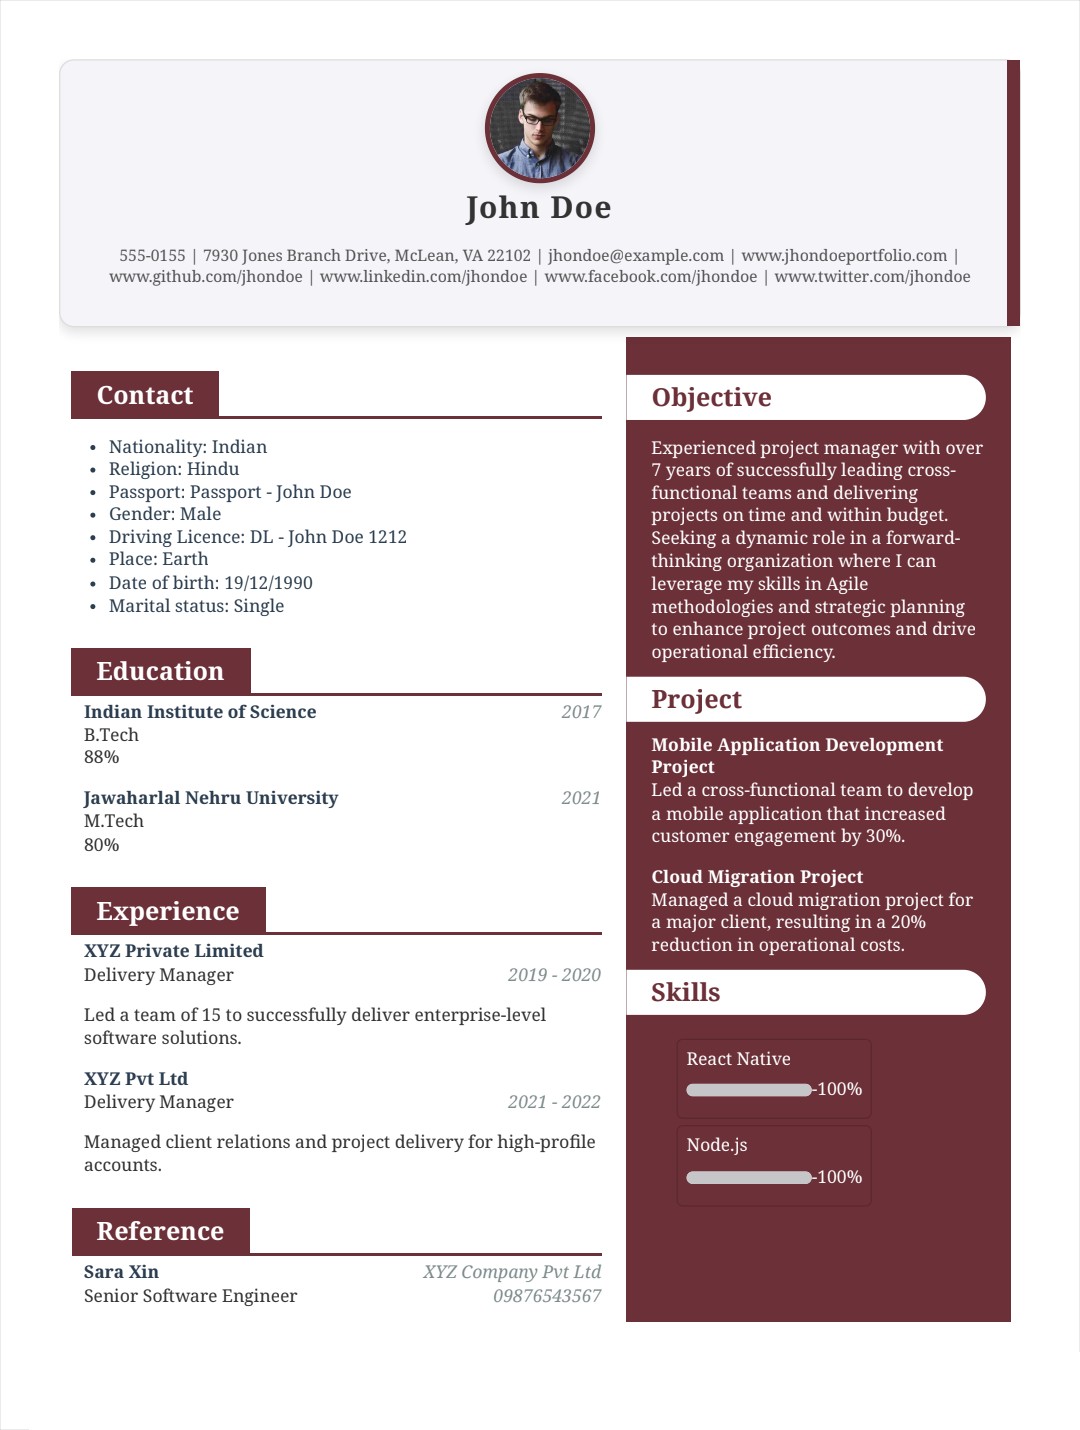 John Doe
555-0155 | 7930 Jones Branch Drive, McLean, VA 22102 | jhondoe@example.com | www.jhondoeportfolio.com |
www.github.com/jhondoe | www.linkedin.com/jhondoe | www.facebook.com/jhondoe | www.twitter.com/jhondoe
Contact
• Nationality: Indian
• Religion: Hindu
• Passport: Passport - John Doe
• Gender: Male
• Driving Licence: DL - John Doe 1212
• Place: Earth
• Date of birth: 19/12/1990
• Marital status: Single
Education
Indian Institute of Science 2017
B.Tech
88%
Jawaharlal Nehru University 2021
M.Tech
80%
Experience
XYZ Private Limited
Delivery Manager 2019 - 2020
Led a team of 15 to successfully deliver enterprise-level
software solutions.
XYZ Pvt Ltd
Delivery Manager 2021 - 2022
Managed client relations and project delivery for high-profile
accounts.
Reference
Sara Xin XYZ Company Pvt Ltd
Senior Software Engineer 09876543567
Objective
Experienced project manager with over
7 years of successfully leading cross-
functional teams and delivering
projects on time and within budget.
Seeking a dynamic role in a forward-
thinking organization where I can
leverage my skills in Agile
methodologies and strategic planning
to enhance project outcomes and drive
operational efficiency.
Project
Mobile Application Development
Project
Led a cross-functional team to develop
a mobile application that increased
customer engagement by 30%.
Cloud Migration Project
Managed a cloud migration project for
a major client, resulting in a 20%
reduction in operational costs.
Skills
React Native
-100%
Node.js
-100%